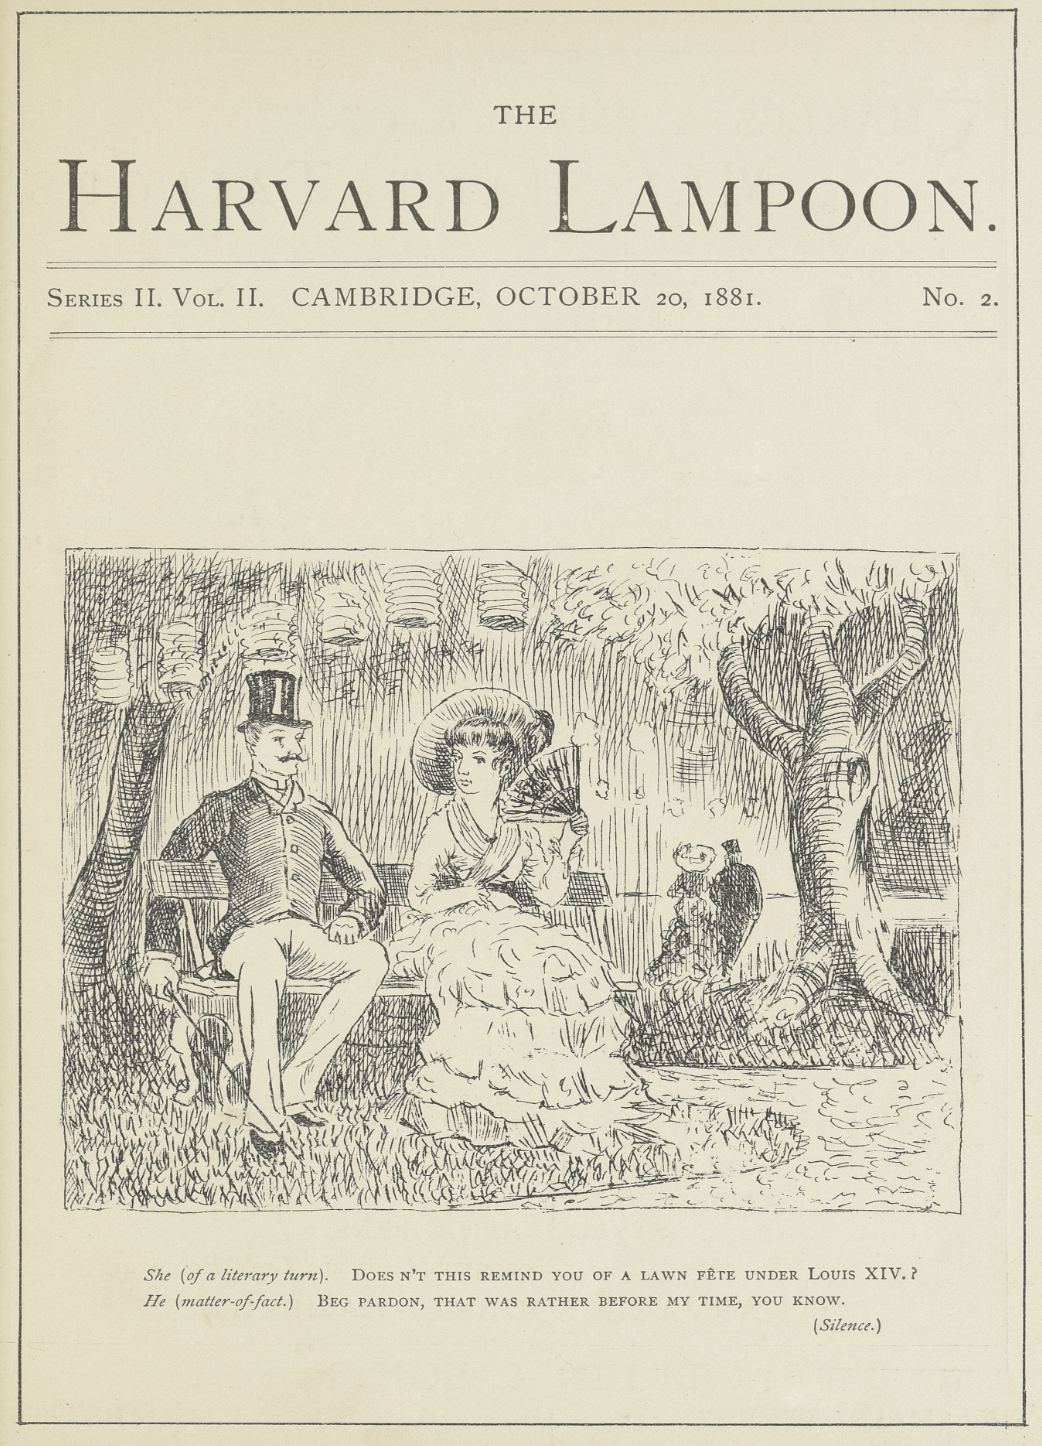 THE
HARVARD LAMPOON.
SERIES II. VOL. II. CAMBRIDGE, OCTOBER 20, 1881. No. 2.
She (of a literary turn). DOES N'T THIS REMIND YOU OF A LAWN FÊTE UNDER LOUIS XIV.?
He (matter-of-fact.) BEG PARDON, THAT WAS RATHER BEFORE MY TIME, YOU KNOW.
(Silence.)